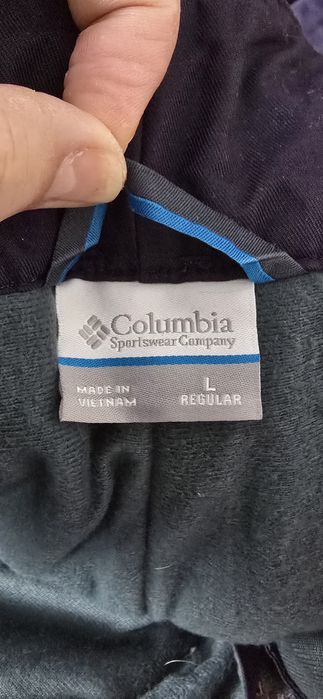 Columbia
Sportswear Company
MADE IN
VIETNAM
L
REGULAR